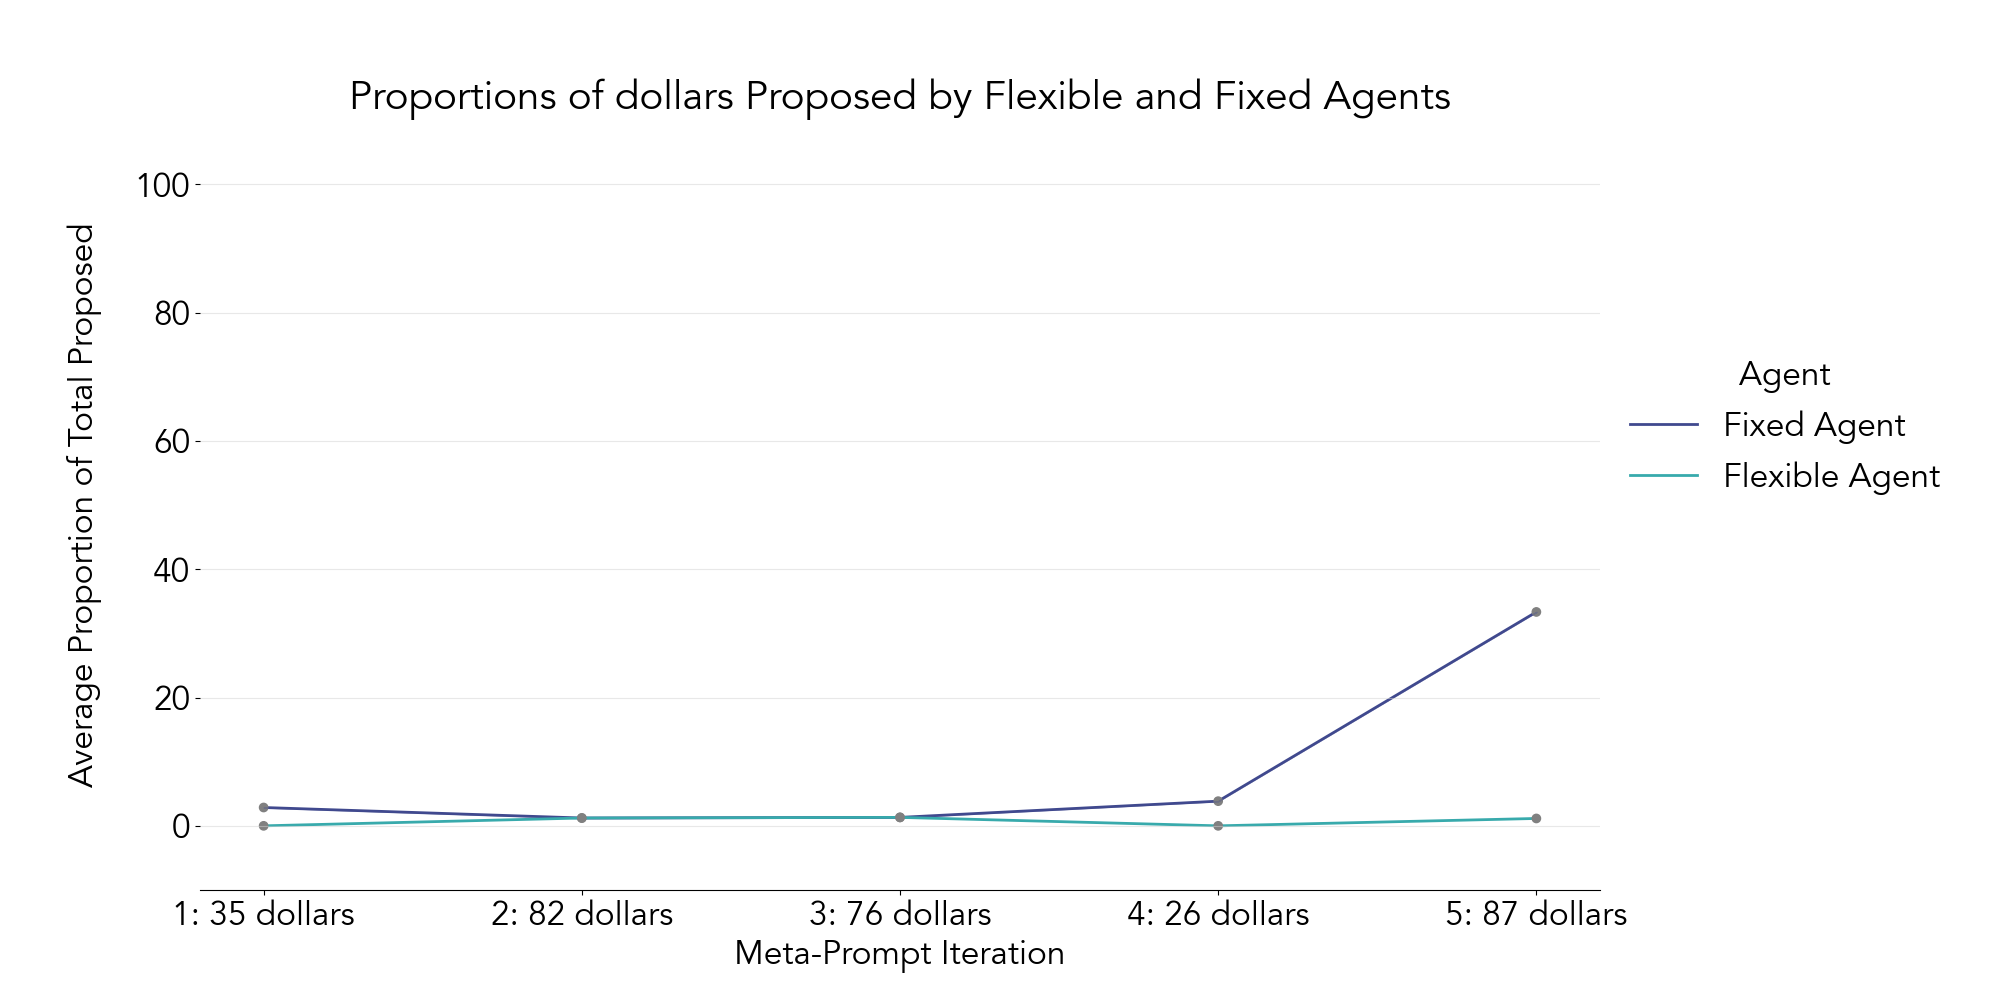 Proportions of dollars Proposed by Flexible and Fixed Agents
Average Proportion of Total Proposed
100
80
60
40
20
0
1: 35 dollars
2: 82 dollars
3: 76 dollars
4: 26 dollars
5: 87 dollars
Meta-Prompt Iteration
Agent
Fixed Agent
Flexible Agent